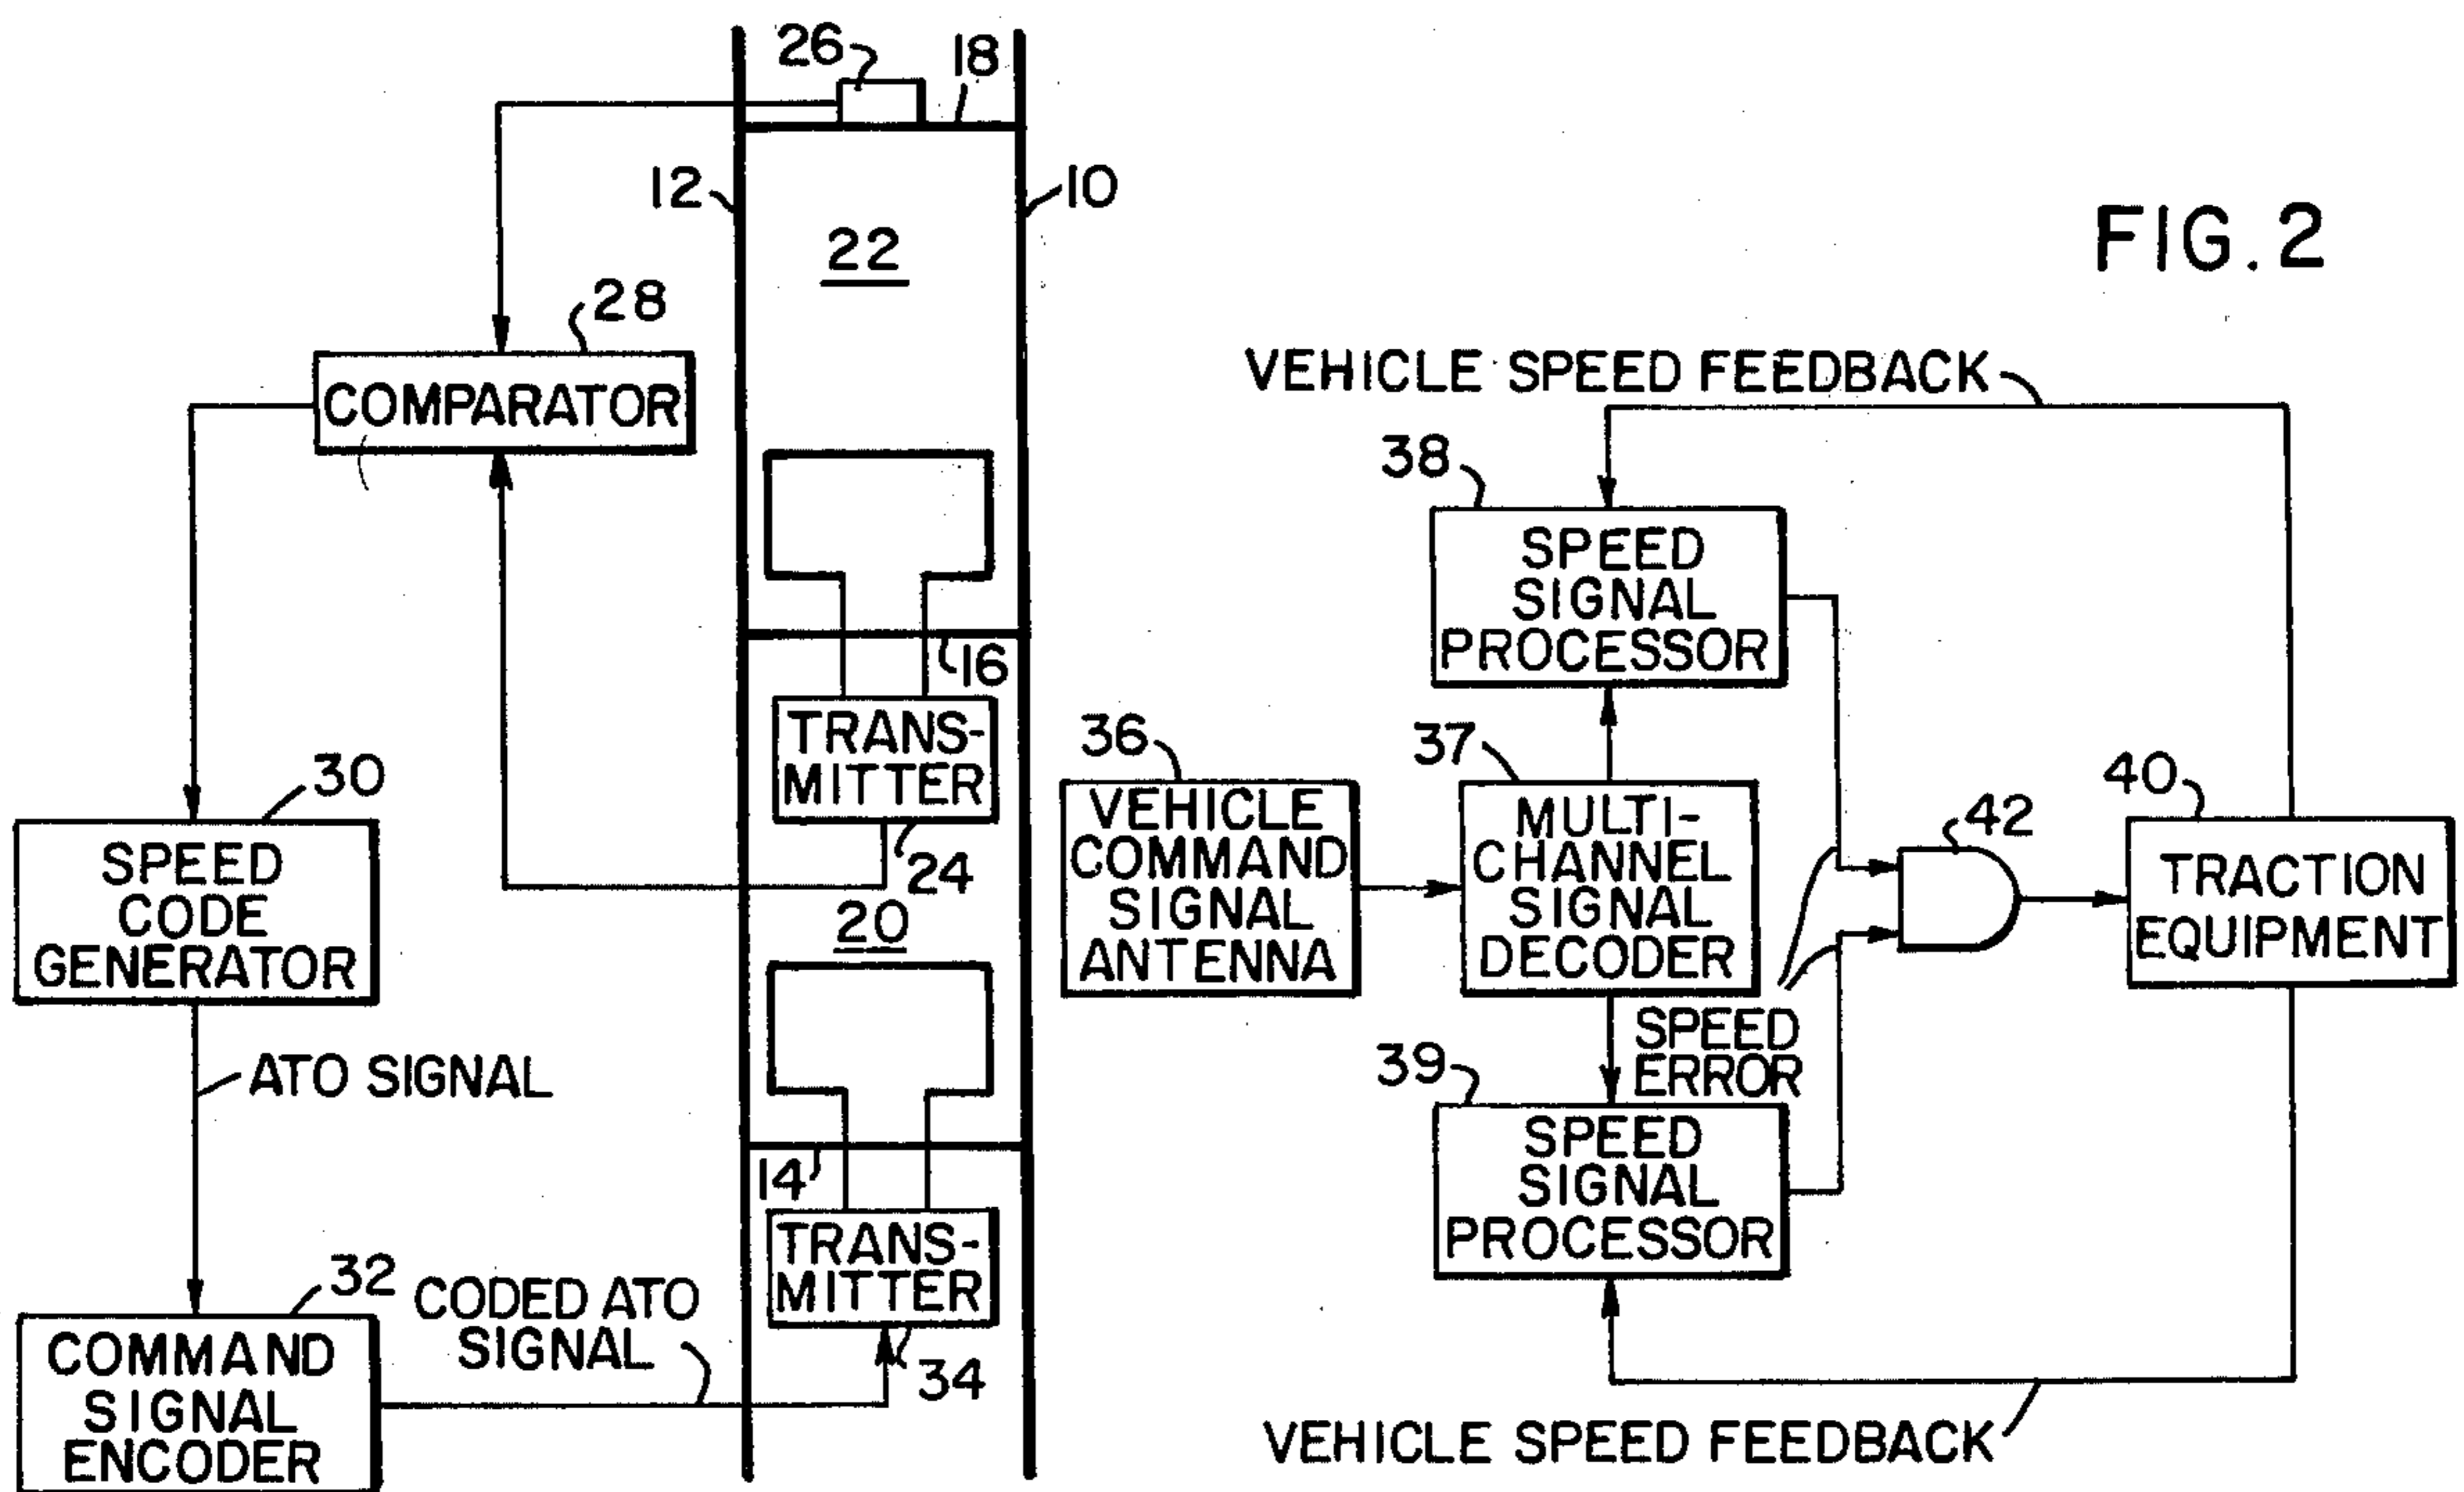 26
18
12
10
22
FIG. 2
28
COMPARATOR
VEHICLE SPEED FEEDBACK
38
SPEED
SIGNAL
PROCESSOR
16
TRANS-
MITTER
24
30
SPEED
CODE
GENERATOR
20
36
VEHICLE
COMMAND
SIGNAL
ANTENNA
37
MULTI-
CHANNEL
SIGNAL
DECODER
42
40
TRACTION
EQUIPMENT
SPEED
ERROR
ATO SIGNAL
14
TRANS-
MITTER
34
39
SPEED
SIGNAL
PROCESSOR
32
COMMAND
SIGNAL
ENCODER
CODED ATO
SIGNAL
VEHICLE SPEED FEEDBACK